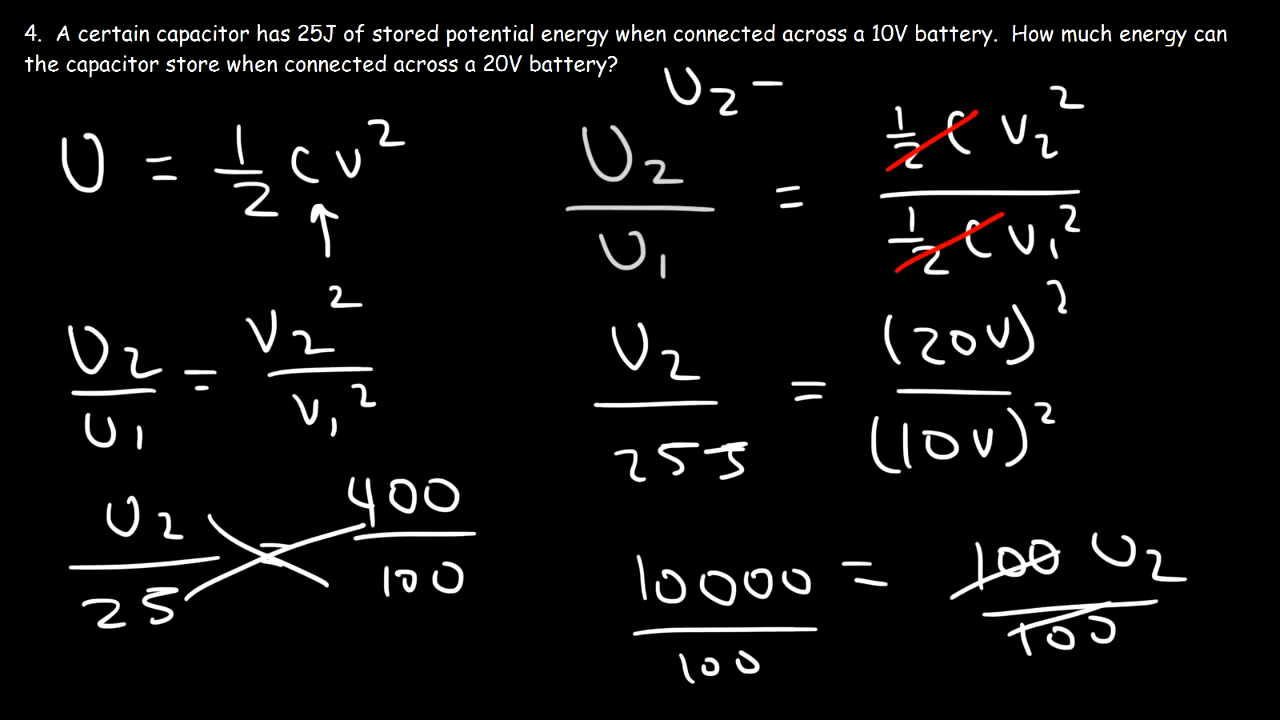 4. A certain capacitor has 25J of stored potential energy when connected across a 10V battery. How much energy can
the capacitor store when connected across a 20V battery?
U = 1/2 C V²
U₂ =
U₂/U₁ = (1/2 C V₂²)/(1/2 C V₁²)
U₂/U₁ = V₂²/V₁²
U₂/25J = (20V)²/(10V)²
U₂/25 = 400/100
10000/100 = 100 U₂/100